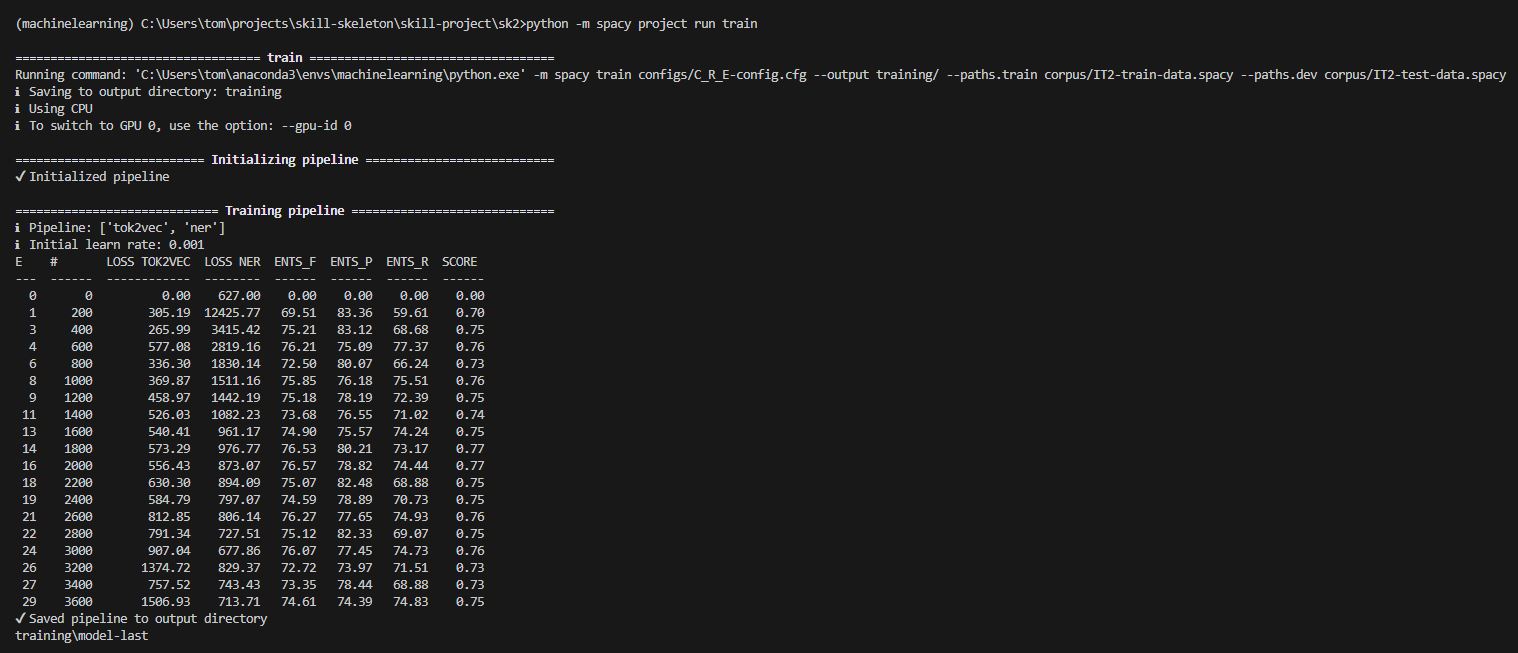 (machinelearning) C:\Users\tom\projects\skill-skeleton\skill-project\sk2>python -m spacy project run train
=================================== train ===================================
Running command: 'C:\Users\tom\anaconda3\envs\machinelearning\python.exe' -m spacy train configs/C_R_E-config.cfg --output training/ --paths.train corpus/IT2-train-data.spacy --paths.dev corpus/IT2-test-data.spacy
ℹ Saving to output directory: training
ℹ Using CPU
ℹ To switch to GPU 0, use the option: --gpu-id 0
=========================== Initializing pipeline ===========================
✔ Initialized pipeline
============================= Training pipeline =============================
ℹ Pipeline: ['tok2vec', 'ner']
ℹ Initial learn rate: 0.001
E    #       LOSS TOK2VEC  LOSS NER  ENTS_F  ENTS_P  ENTS_R  SCORE
---  ------  ------------  --------  ------  ------  ------  ------
  0       0          0.00    627.00    0.00    0.00    0.00    0.00
  1     200        305.19  12425.77   69.51   83.36   59.61    0.70
  3     400        265.99   3415.42   75.21   83.12   68.68    0.75
  4     600        577.08   2819.16   76.21   75.09   77.37    0.76
  6     800        336.30   1830.14   72.50   80.07   66.24    0.73
  8    1000        369.87   1511.16   75.85   76.18   75.51    0.76
  9    1200        458.97   1442.19   75.18   78.19   72.39    0.75
 11    1400        526.03   1082.23   73.68   76.55   71.02    0.74
 13    1600        540.41    961.17   74.90   75.57   74.24    0.75
 14    1800        573.29    976.77   76.53   80.21   73.17    0.77
 16    2000        556.43    873.07   76.57   78.82   74.44    0.77
 18    2200        630.30    894.09   75.07   82.48   68.88    0.75
 19    2400        584.79    797.07   74.59   78.89   70.73    0.75
 21    2600        812.85    806.14   76.27   77.65   74.93    0.76
 22    2800        791.34    727.51   75.12   82.33   69.07    0.75
 24    3000        907.04    677.86   76.07   77.45   74.73    0.76
 26    3200       1374.72    829.37   72.72   73.97   71.51    0.73
 27    3400        757.52    743.43   73.35   78.44   68.88    0.73
 29    3600       1506.93    713.71   74.61   74.39   74.83    0.75
✔ Saved pipeline to output directory
training\model-last